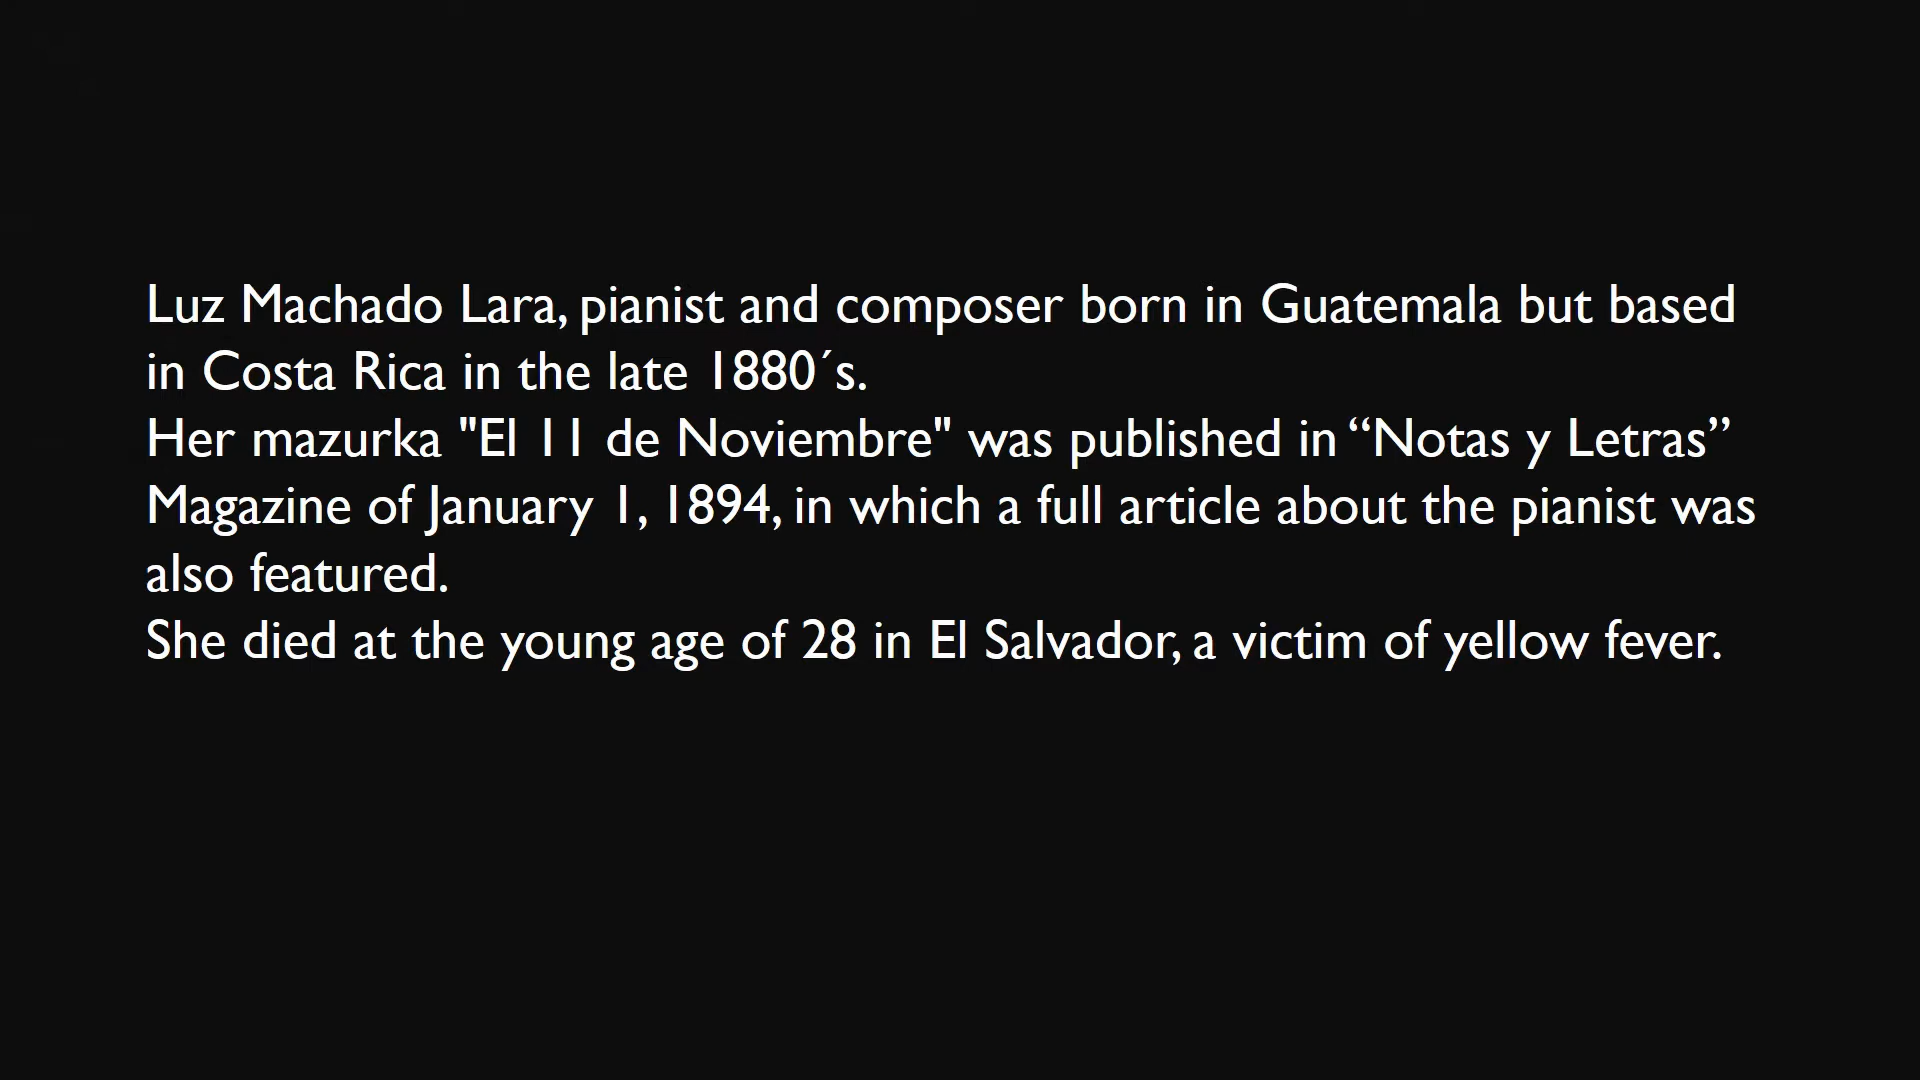 Luz Machado Lara, pianist and composer born in Guatemala but based
in Costa Rica in the late 1880´s.
Her mazurka "El 11 de Noviembre" was published in “Notas y Letras”
Magazine of January 1, 1894, in which a full article about the pianist was
also featured.
She died at the young age of 28 in El Salvador, a victim of yellow fever.